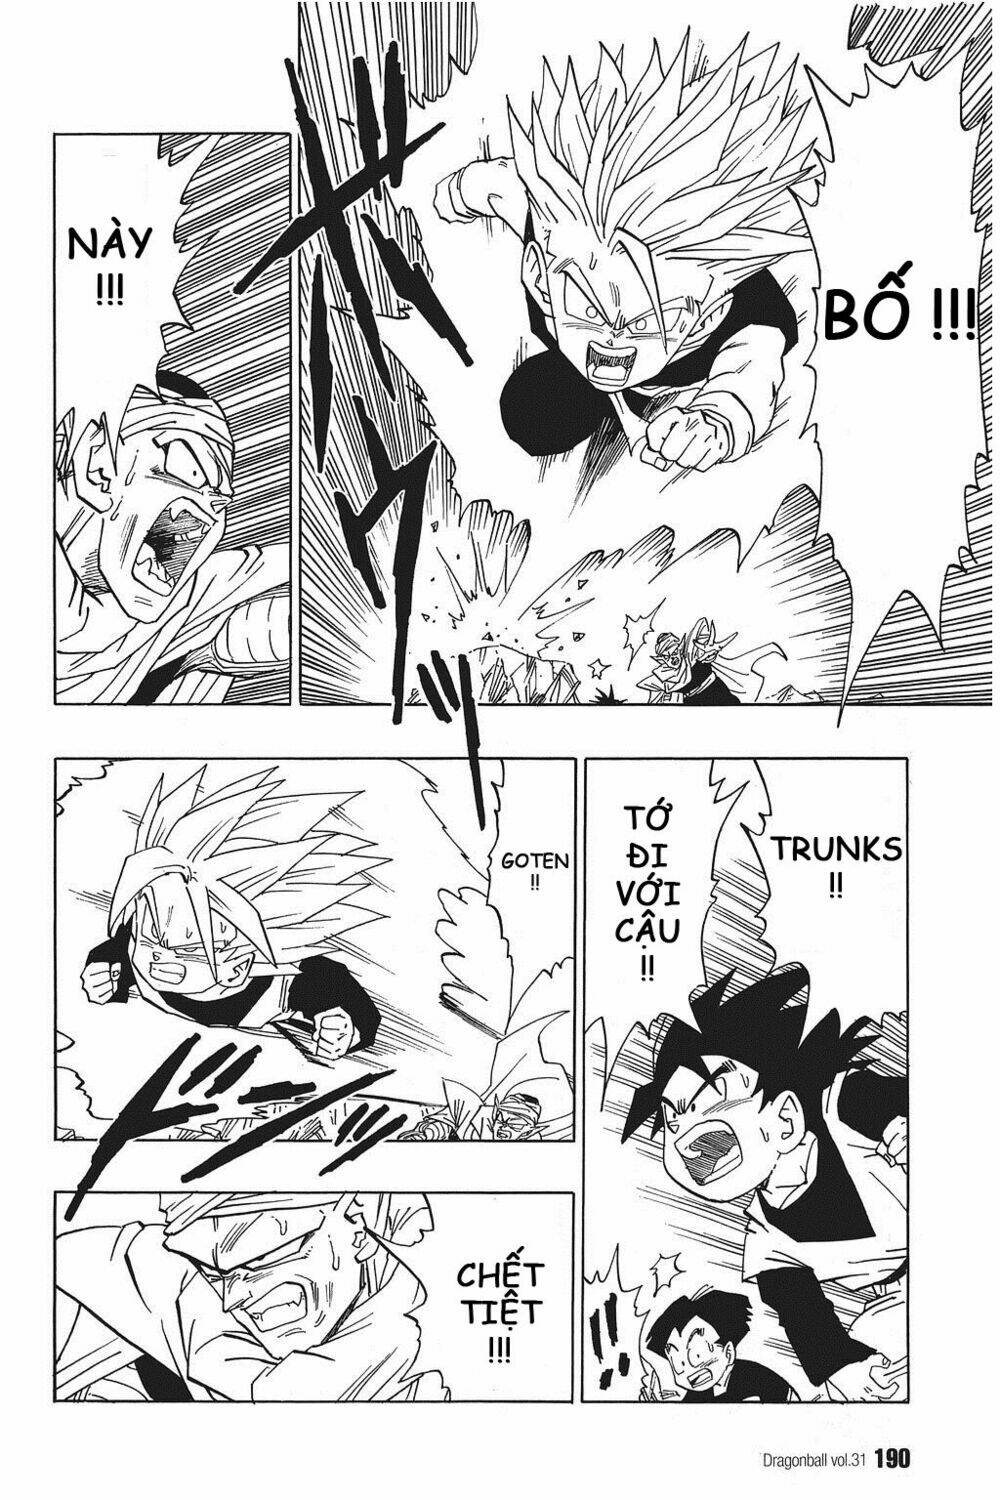 BỐ !!!
NÀY
!!!
TRUNKS
!!
TỚ
ĐI
VỚI
CẬU
!!
GOTEN
!!
CHẾT
TIỆT
!!!
Dragonball vol.31 190